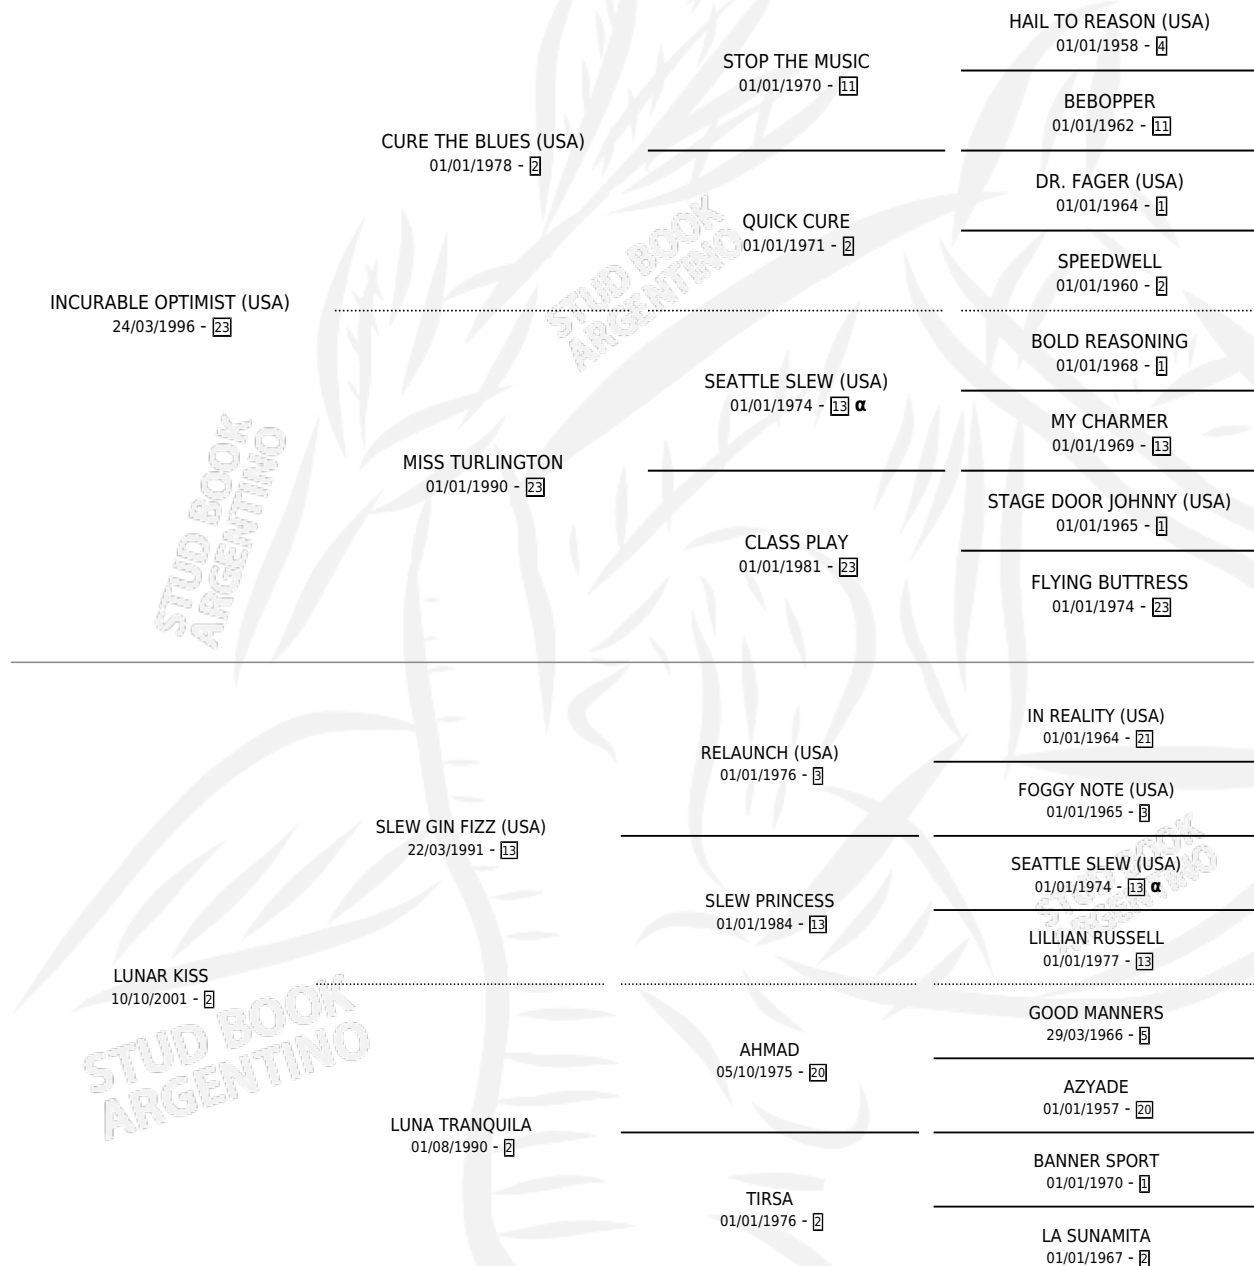 HAIL TO REASON (USA)
01/01/1958 - 4
STOP THE MUSIC
01/01/1970 - 11
BEBOPPER
01/01/1962 - 11
CURE THE BLUES (USA)
01/01/1978 - 2
DR. FAGER (USA)
01/01/1964 - 1
QUICK CURE
01/01/1971 - 2
SPEEDWELL
01/01/1960 - 2
INCURABLE OPTIMIST (USA)
24/03/1996 - 23
BOLD REASONING
01/01/1968 - 1
SEATTLE SLEW (USA)
01/01/1974 - 13 α
MY CHARMER
01/01/1969 - 13
MISS TURLINGTON
01/01/1990 - 23
STAGE DOOR JOHNNY (USA)
01/01/1965 - 1
CLASS PLAY
01/01/1981 - 23
FLYING BUTTRESS
01/01/1974 - 23
IN REALITY (USA)
01/01/1964 - 21
RELAUNCH (USA)
01/01/1976 - 3
FOGGY NOTE (USA)
01/01/1965 - 3
SLEW GIN FIZZ (USA)
22/03/1991 - 13
SEATTLE SLEW (USA)
01/01/1974 - 13 α
SLEW PRINCESS
01/01/1984 - 13
LILLIAN RUSSELL
01/01/1977 - 13
LUNAR KISS
10/10/2001 - 2
GOOD MANNERS
29/03/1966 - 5
AHMAD
05/10/1975 - 20
AZYADE
01/01/1957 - 20
LUNA TRANQUILA
01/08/1990 - 2
BANNER SPORT
01/01/1970 - 1
TIRSA
01/01/1976 - 2
LA SUNAMITA
01/01/1967 - 2
STUD BOOK
ARGENTINO
STUD BOOK
ARGENTINO
STUD BOOK
ARGENTINO
STUD BOOK
ARGENTINO